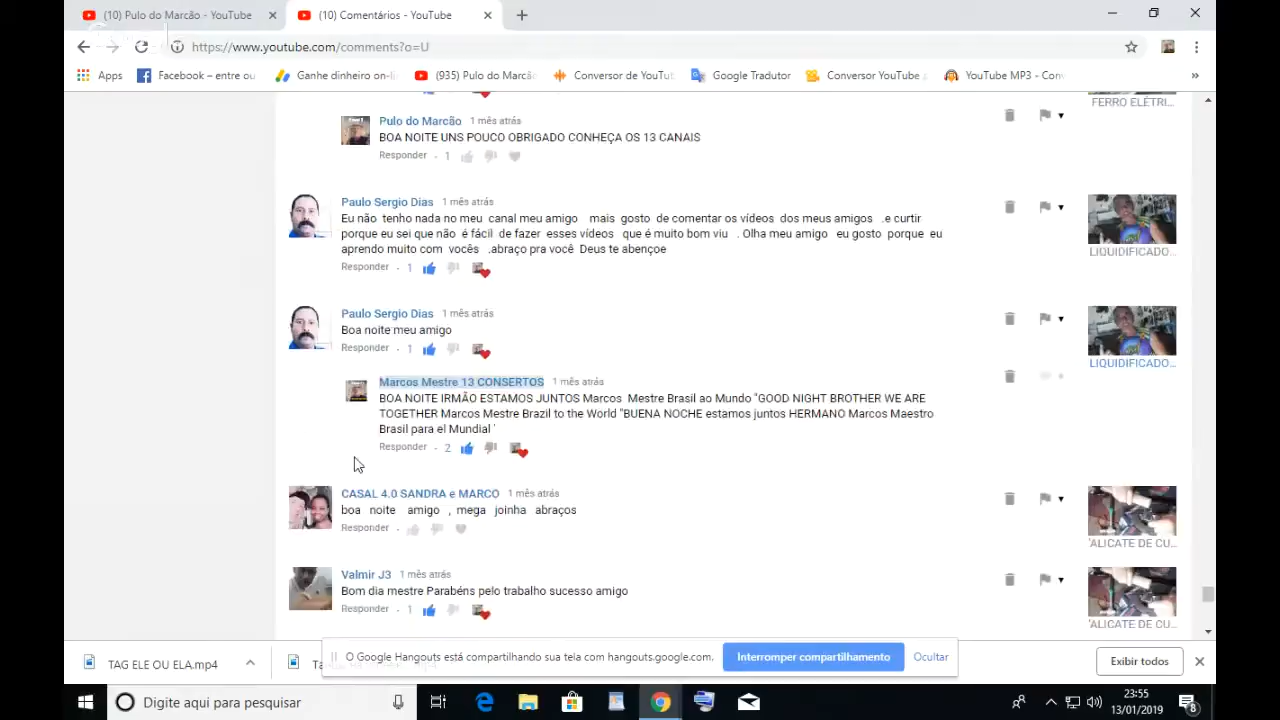 (10) Pulo do Marcão - YouTube
(10) Comentários - YouTube
https://www.youtube.com/comments?o=U
Apps
Facebook – entre ou
Ganhe dinheiro on-li
(935) Pulo do Marcão
Conversor de YouTu
Google Tradutor
Conversor YouTube
YouTube MP3 - Conv
»
FERRO ELÉTRI...
Pulo do Marcão 1 mês atrás
BOA NOITE UNS POUCO OBRIGADO CONHEÇA OS 13 CANAIS
Responder · 1
Paulo Sergio Dias 1 mês atrás
Eu não tenho nada no meu canal meu amigo mais gosto de comentar os vídeos dos meus amigos .e curtir
porque eu sei que não é fácil de fazer esses vídeos que é muito bom viu . Olha meu amigo eu gosto porque eu
aprendo muito com vocês .abraço pra você Deus te abençoe
Responder · 1
LIQUIDIFICADO...
Paulo Sergio Dias 1 mês atrás
Boa noite meu amigo
Responder · 1
LIQUIDIFICADO...
Marcos Mestre 13 CONSERTOS 1 mês atrás
BOA NOITE IRMÃO ESTAMOS JUNTOS Marcos Mestre Brasil ao Mundo "GOOD NIGHT BROTHER WE ARE
TOGETHER Marcos Mestre Brazil to the World "BUENA NOCHE estamos juntos HERMANO Marcos Maestro
Brasil para el Mundial '
Responder · 2
CASAL 4.0 SANDRA e MARCO 1 mês atrás
boa noite amigo , mega joinha abraços
Responder ·
'ALICATE DE CU...
Valmir J3 1 mês atrás
Bom dia mestre Parabéns pelo trabalho sucesso amigo
Responder · 1
'ALICATE DE CU...
TAG ELE OU ELA.mp4
O Google Hangouts está compartilhando sua tela com hangouts.google.com.
Interromper compartilhamento
Ocultar
Exibir todos
Digite aqui para pesquisar
23:55
13/01/2019
8